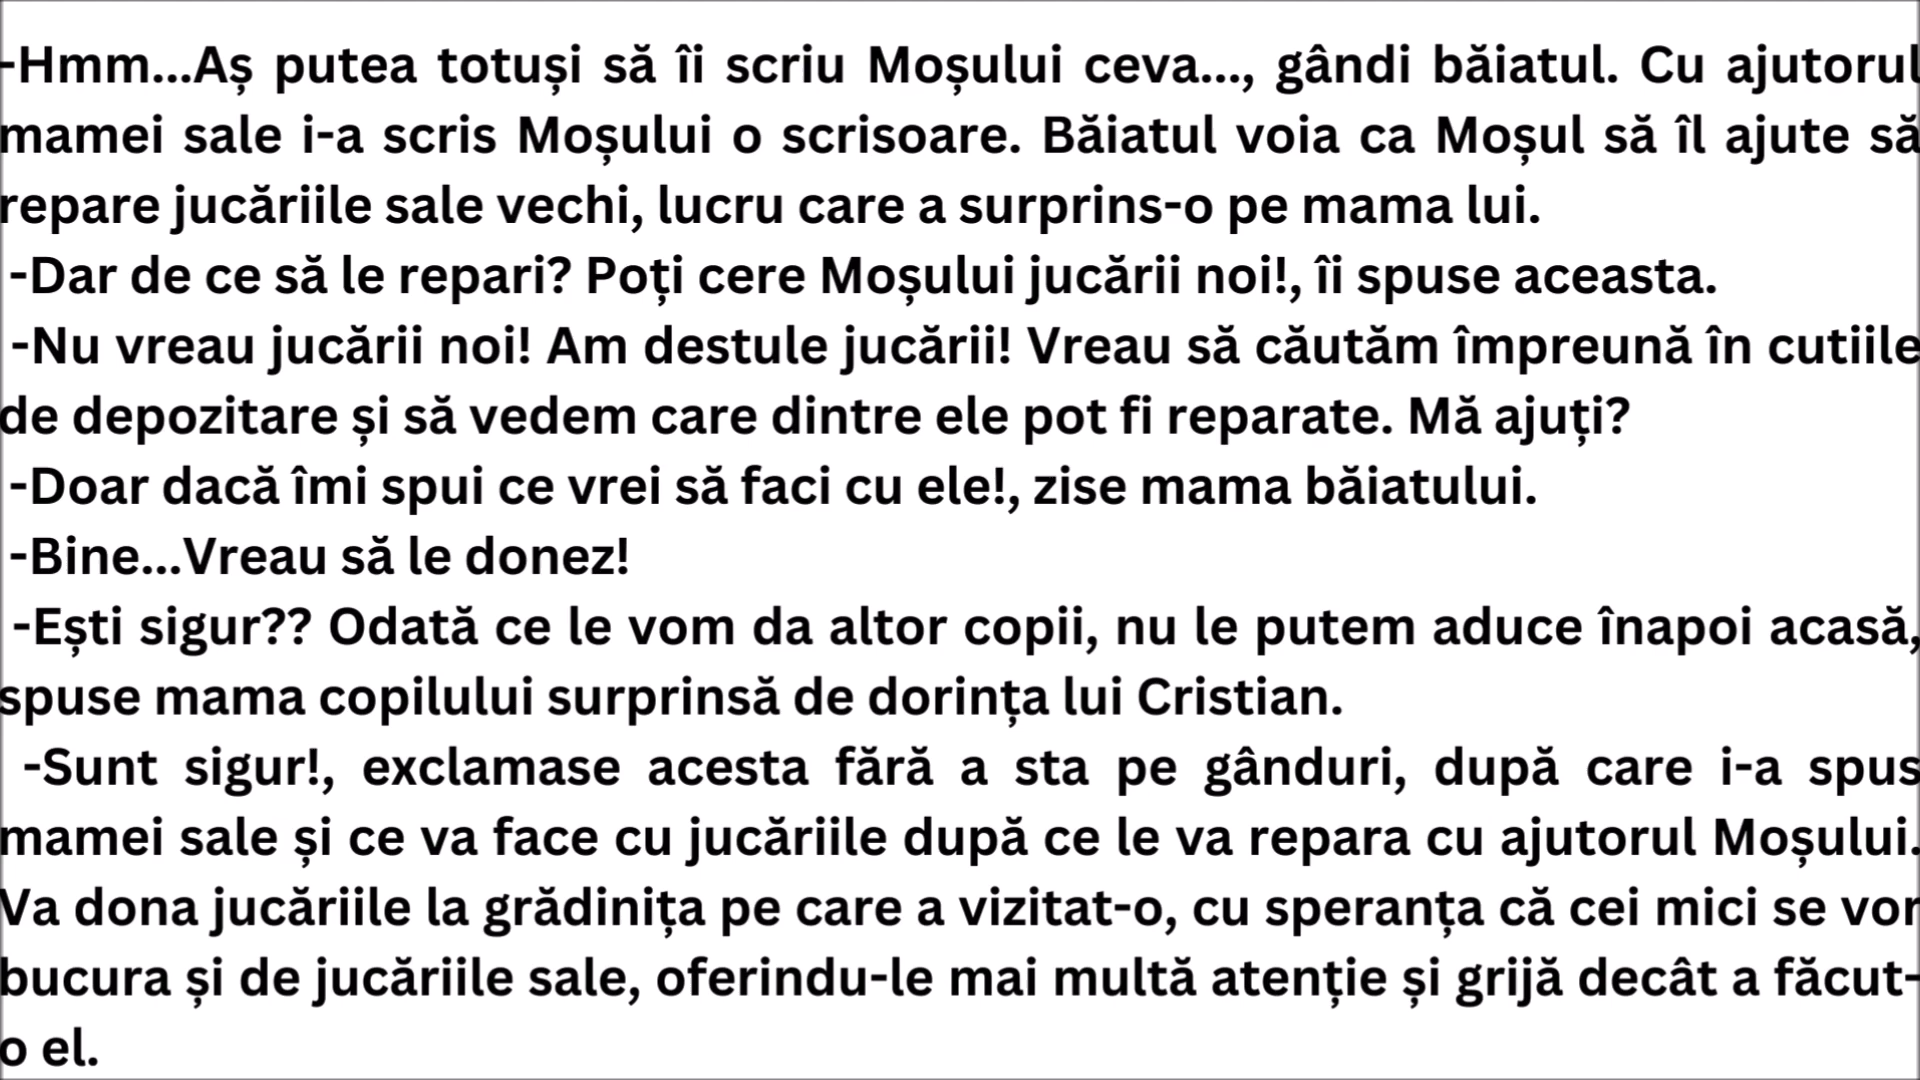 -Hmm...Aș putea totuși să îi scriu Moșului ceva..., gândi băiatul. Cu ajutorul
mamei sale i-a scris Moșului o scrisoare. Băiatul voia ca Moșul să îl ajute să
repare jucăriile sale vechi, lucru care a surprins-o pe mama lui.
-Dar de ce să le repari? Poți cere Moșului jucării noi!, îi spuse aceasta.
-Nu vreau jucării noi! Am destule jucării! Vreau să căutăm împreună în cutiile
de depozitare și să vedem care dintre ele pot fi reparate. Mă ajuți?
-Doar dacă îmi spui ce vrei să faci cu ele!, zise mama băiatului.
-Bine...Vreau să le donez!
-Ești sigur?? Odată ce le vom da altor copii, nu le putem aduce înapoi acasă,
spuse mama copilului surprinsă de dorința lui Cristian.
-Sunt sigur!, exclamase acesta fără a sta pe gânduri, după care i-a spus
mamei sale și ce va face cu jucăriile după ce le va repara cu ajutorul Moșului.
Va dona jucăriile la grădinița pe care a vizitat-o, cu speranța că cei mici se vor
bucura și de jucăriile sale, oferindu-le mai multă atenție și grijă decât a făcut-
o el.